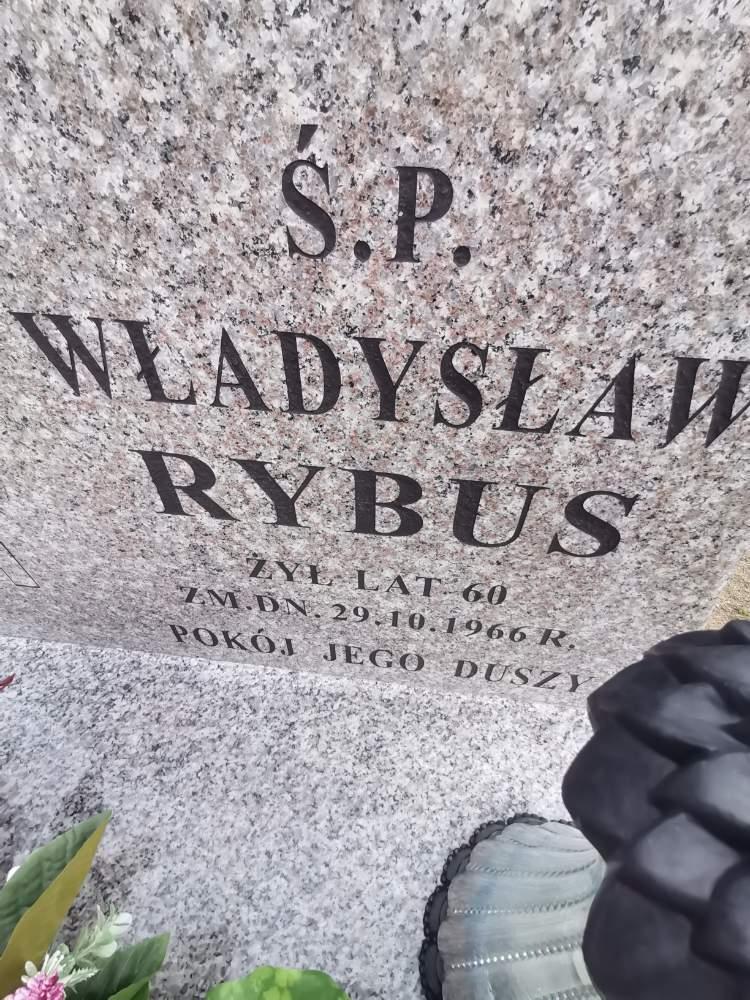 Ś.P.
WŁADYSŁAW
RYBUS
ŻYŁ LAT 60
ZM.DN. 29.10.1966 R.
POKÓJ JEGO DUSZY